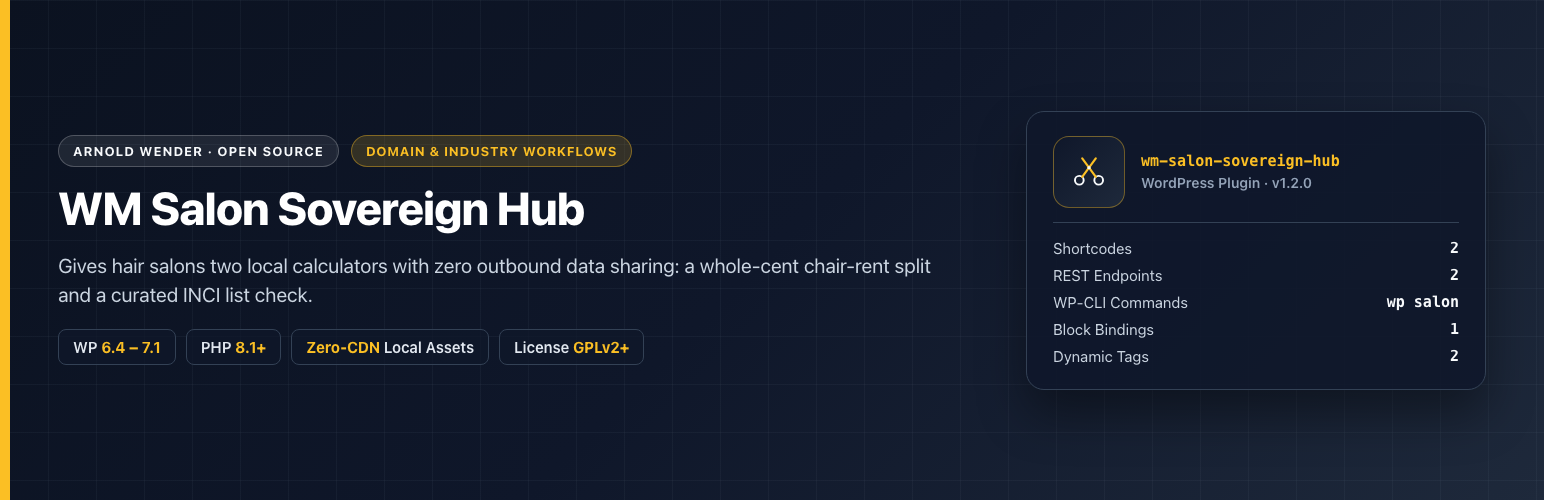 ARNOLD WENDER · OPEN SOURCE
DOMAIN & INDUSTRY WORKFLOWS
WM Salon Sovereign Hub
Gives hair salons two local calculators with zero outbound data sharing: a whole-cent chair-rent split
and a curated INCI list check.
WP 6.4 – 7.1
PHP 8.1+
Zero-CDN Local Assets
License GPLv2+
wm-salon-sovereign-hub
WordPress Plugin · v1.2.0
Shortcodes 2
REST Endpoints 2
WP-CLI Commands wp salon
Block Bindings 1
Dynamic Tags 2